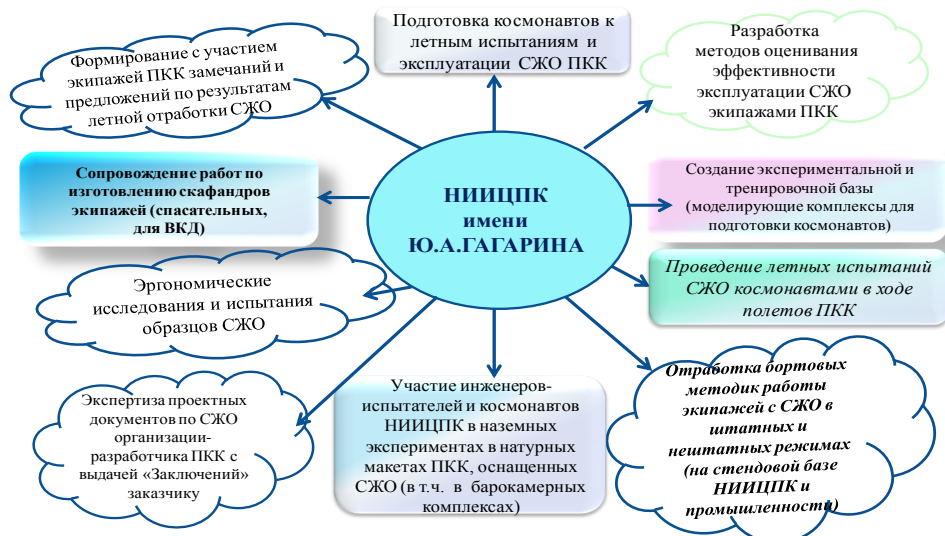 Формирование с участием
экипажей ПКК замечаний и
предложений по результатам
летной отработки СЖО
Подготовка космонавтов к
летным испытаниям и
эксплуатации СЖО ПКК
Разработка
методов оценивания
эффективности
эксплуатации СЖО
экипажами ПКК
Сопровождение работ по
изготовлению скафандров
экипажей (спасательных,
для ВКД)
НИИЦПК
имени
Ю.А.ГАГАРИНА
Создание экспериментальной и
тренировочной базы
(моделирующие комплексы для
подготовки космонавтов)
Эргономические
исследования и испытания
образцов СЖО
Проведение летных испытаний
СЖО космонавтами в ходе
полетов ПКК
Экспертиза проектных
документов по СЖО
организации-
разработчика ПКК с
выдачей «Заключений»
заказчику
Участие инженеров-
испытателей и космонавтов
НИИЦПК в наземных
экспериментах в натурных
макетах ПКК, оснащенных
СЖО (в т.ч. в барокамерных
комплексах)
Отработка бортовых
методик работы
экипажей с СЖО в
штатных и
нештатных режимах
(на стендовой базе
НИИЦПК и
промышленности)